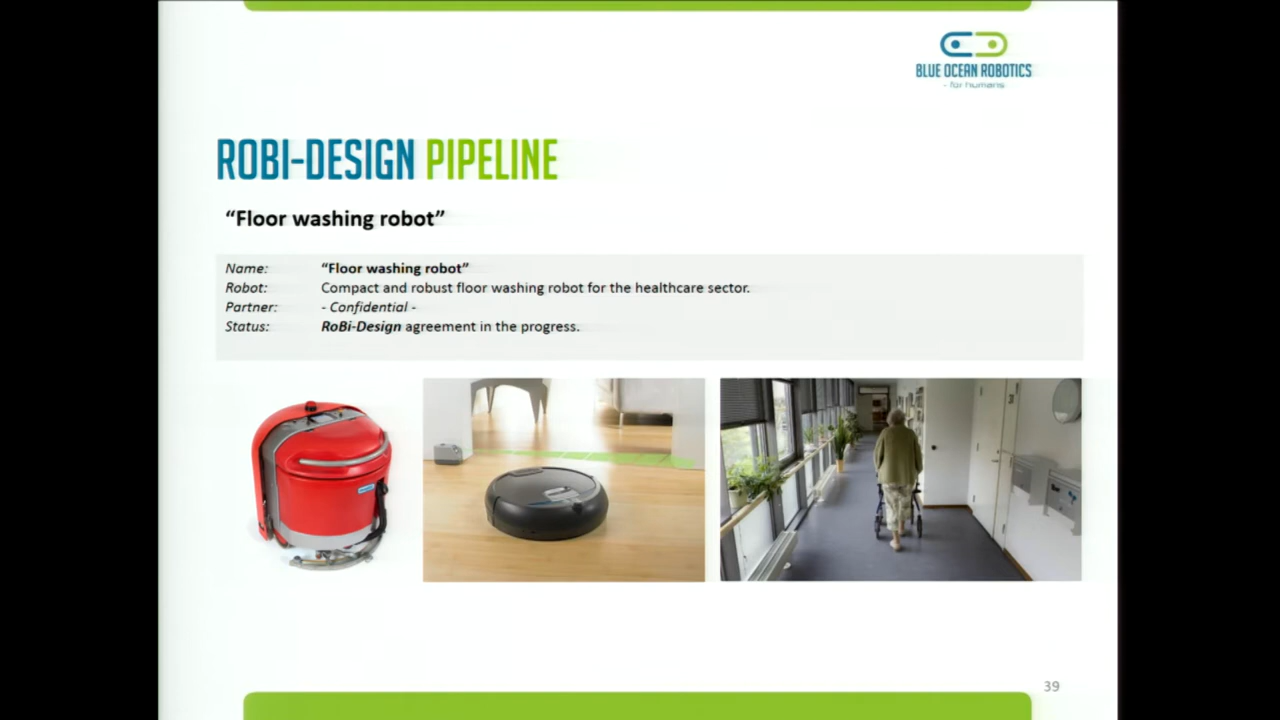 BLUE OCEAN ROBOTICS
- for humans
ROBI-DESIGN PIPELINE
“Floor washing robot”
Name: “Floor washing robot”
Robot: Compact and robust floor washing robot for the healthcare sector.
Partner: - Confidential -
Status: RoBi-Design agreement in the progress.
39